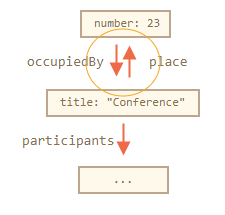 number: 23
occupiedBy place
title: "Conference"
participants
...